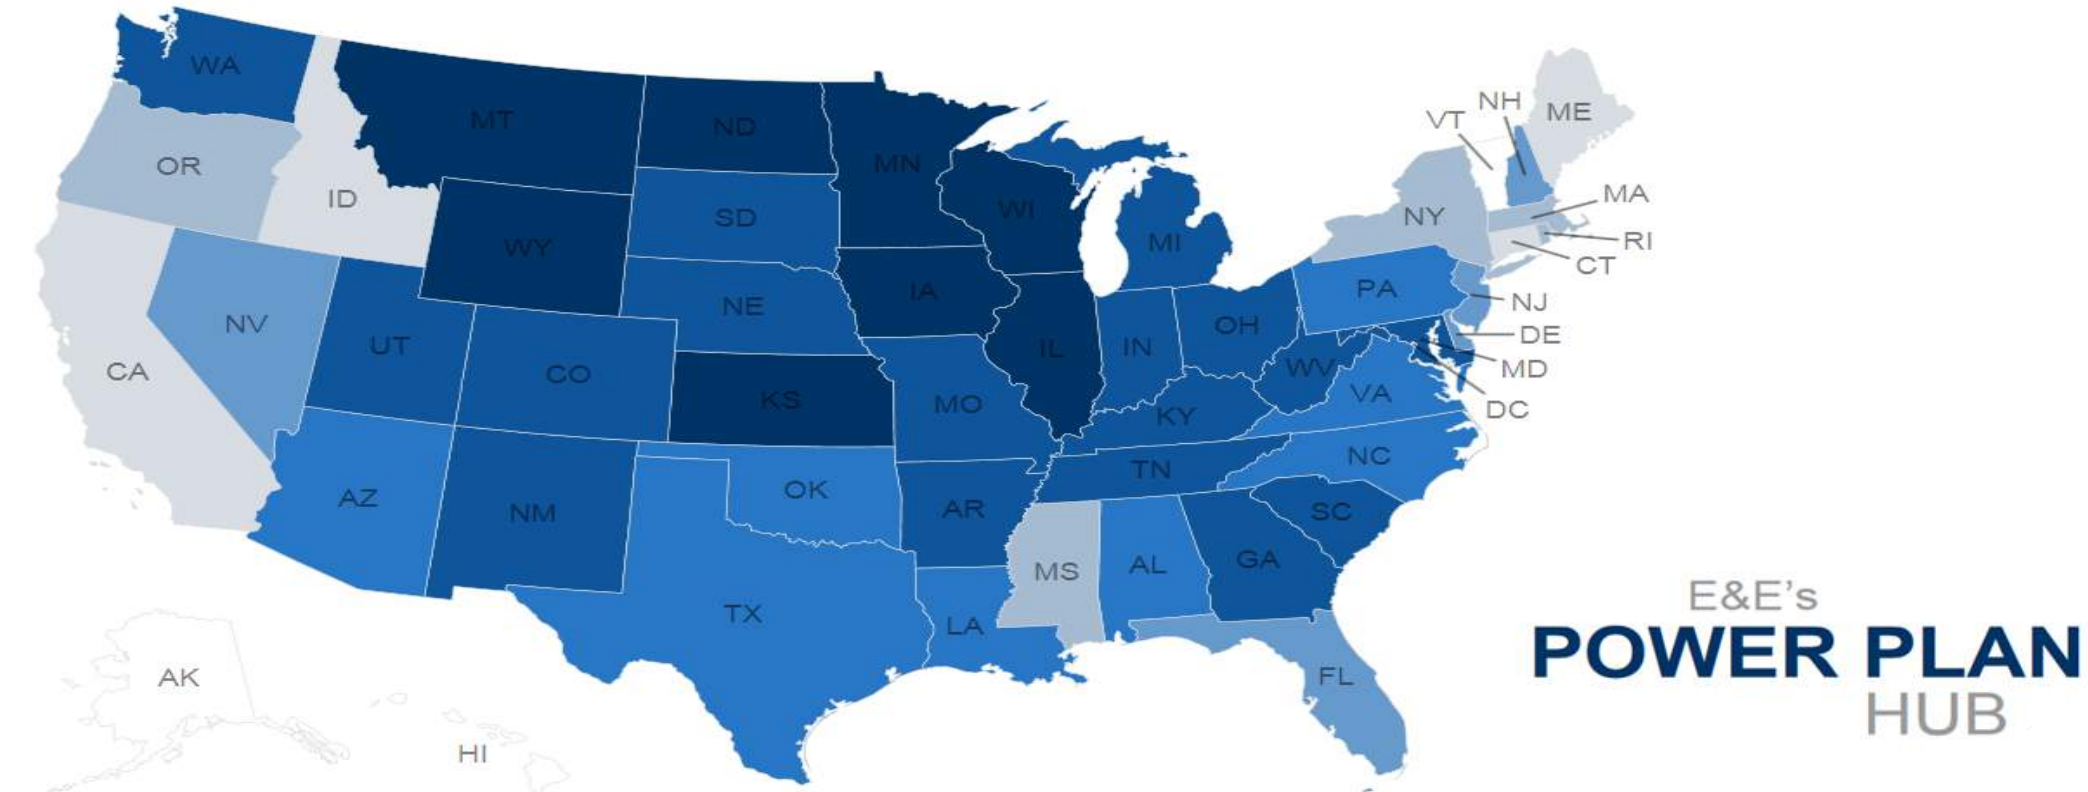 WA
MT
ND
MN
OR
ID
WY
SD
WI
MI
NH
VT
ME
MA
NY
RI
CT
NV
UT
CO
NE
IA
IL
IN
OH
PA
NJ
DE
MD
DC
CA
KS
MO
KY
WV
VA
AZ
NM
OK
AR
TN
NC
SC
TX
LA
MS
AL
GA
FL
AK
HI
E&E's
POWER PLAN
HUB